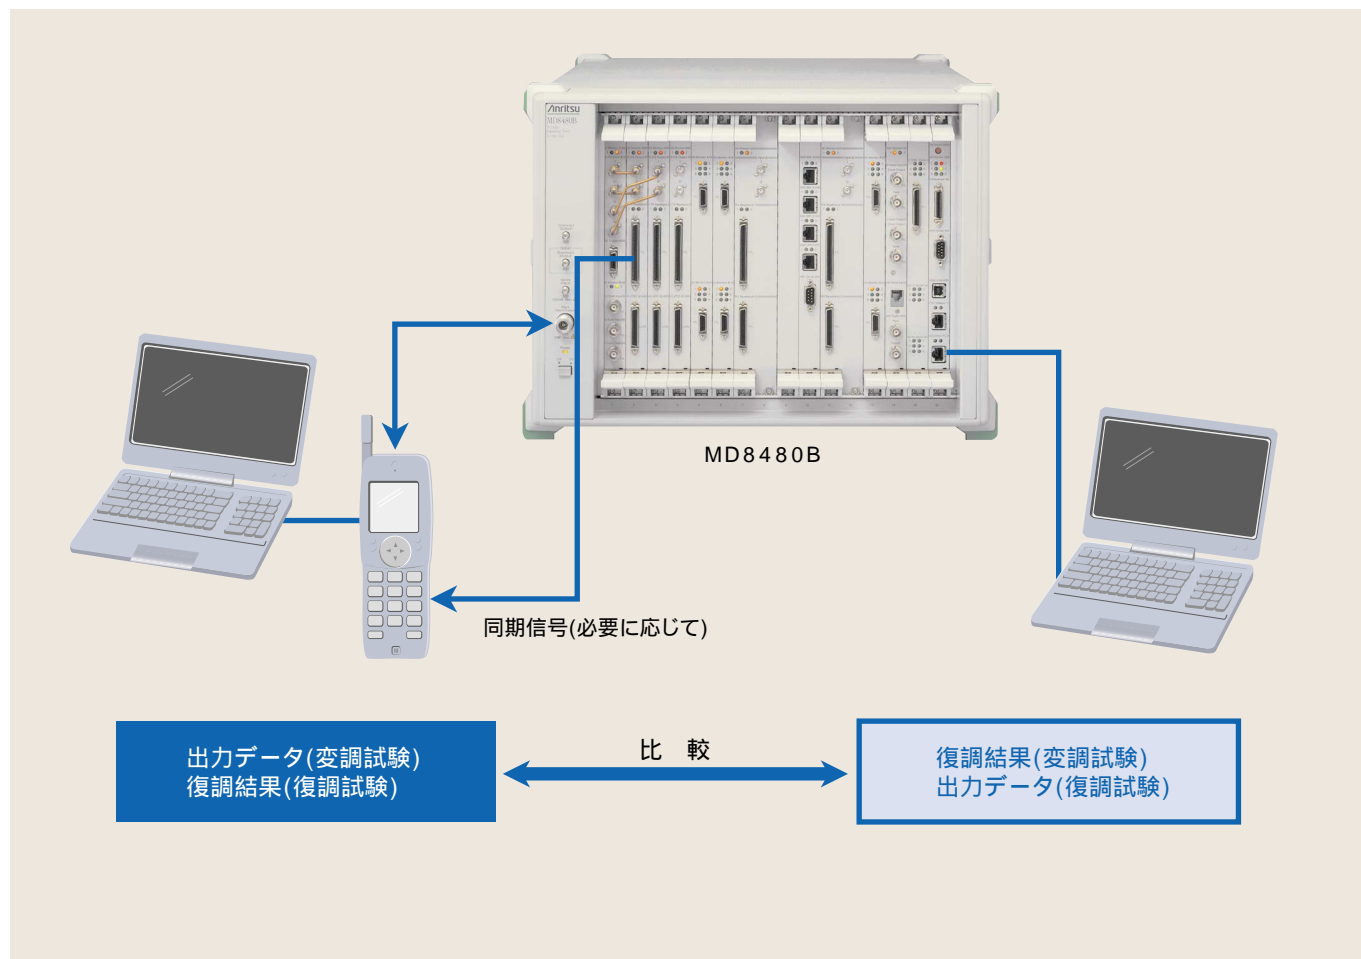 Anritsu
MD8480B
MD8480B
同期信号(必要に応じて)
比 較
出力データ(変調試験)
復調結果(復調試験)
復調結果(変調試験)
出力データ(復調試験)